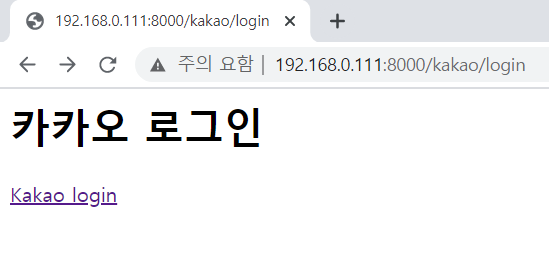 192.168.0.111:8000/kakao/login
주의 요함 | 192.168.0.111:8000/kakao/login
카카오 로그인
Kakao login